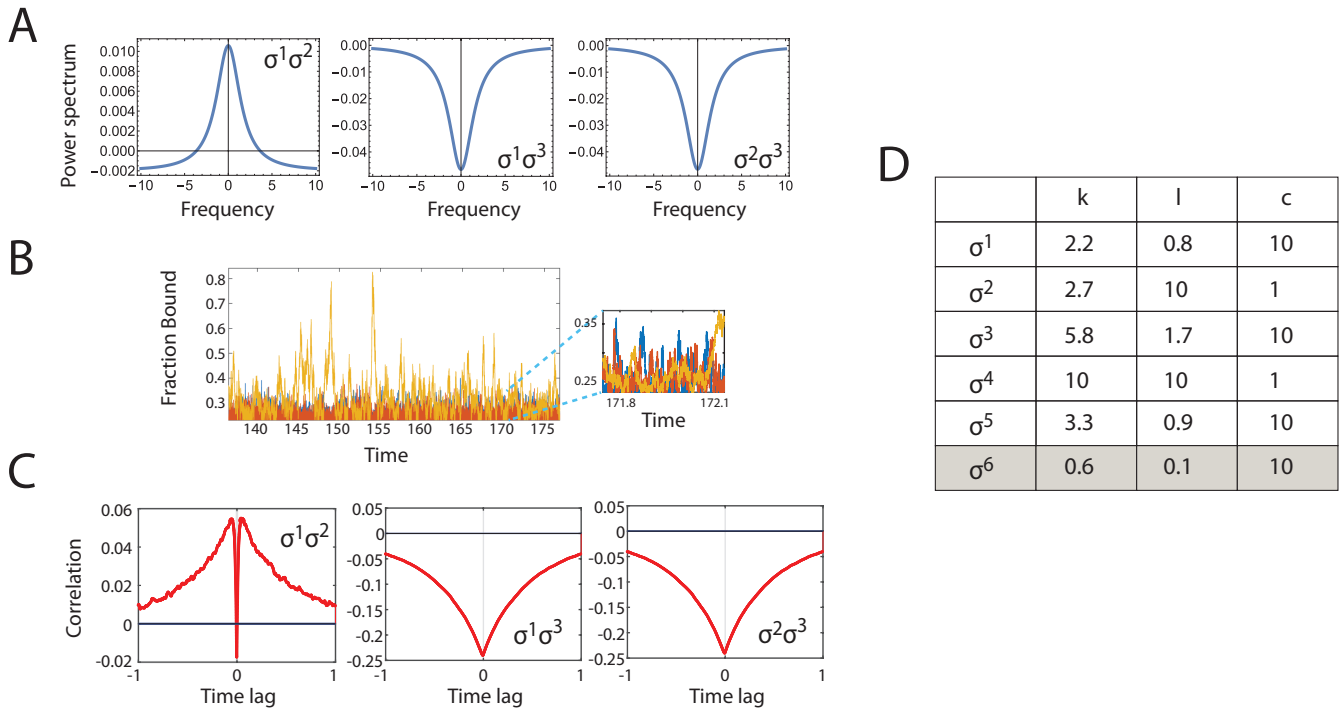 A
Power spectrum
0.010
0.008
0.006
0.004
0.002
0.000
−0.002
−10 −5 0 5 10
σ¹σ²
Frequency
0.00
−0.01
−0.02
−0.03
−0.04
−10 −5 0 5 10
σ¹σ³
Frequency
0.00
−0.01
−0.02
−0.03
−0.04
−10 −5 0 5 10
σ²σ³
Frequency
B
Fraction Bound
0.8
0.7
0.6
0.5
0.4
0.3
140 145 150 155 160 165 170 175
Time
0.35
0.25
171.8 172.1
Time
C
Correlation
0.06
0.04
0.02
0
-0.02
-1 0 1
σ¹σ²
Time lag
0.05
0
-0.05
-0.1
-0.15
-0.2
-0.25
-1 0 1
σ¹σ³
Time lag
0.05
0
-0.05
-0.1
-0.15
-0.2
-0.25
-1 0 1
σ²σ³
Time lag
D
k l c
σ¹ 2.2 0.8 10
σ² 2.7 10 1
σ³ 5.8 1.7 10
σ⁴ 10 10 1
σ⁵ 3.3 0.9 10
σ⁶ 0.6 0.1 10